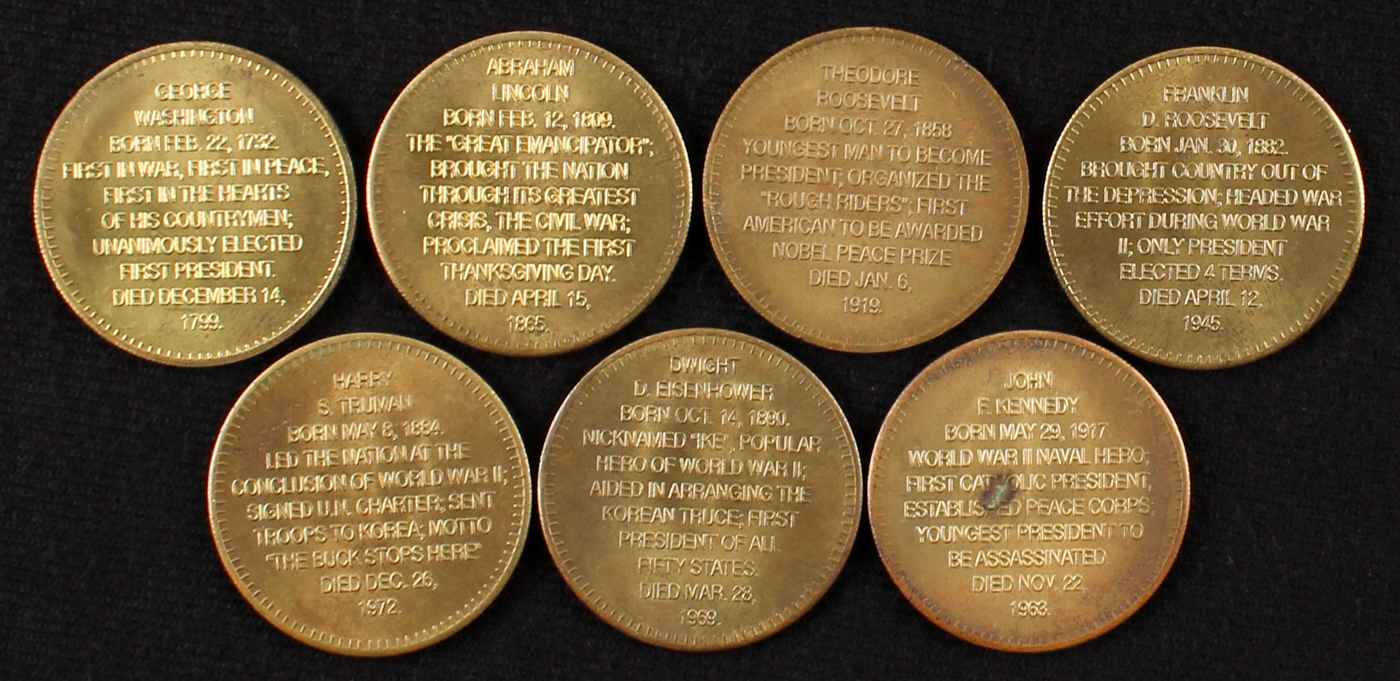 GEORGE
WASHINGTON
BORN FEB. 22, 1732.
FIRST IN WAR, FIRST IN PEACE,
FIRST IN THE HEARTS
OF HIS COUNTRYMEN;
UNANIMOUSLY ELECTED
FIRST PRESIDENT.
DIED DECEMBER 14,
1799.
ABRAHAM
LINCOLN
BORN FEB. 12, 1809.
THE "GREAT EMANCIPATOR";
BROUGHT THE NATION
THROUGH ITS GREATEST
CRISIS, THE CIVIL WAR;
PROCLAIMED THE FIRST
THANKSGIVING DAY.
DIED APRIL 15,
1865.
THEODORE
ROOSEVELT
BORN OCT. 27, 1858
YOUNGEST MAN TO BECOME
PRESIDENT; ORGANIZED THE
"ROUGH RIDERS"; FIRST
AMERICAN TO BE AWARDED
NOBEL PEACE PRIZE
DIED JAN. 6,
1919.
FRANKLIN
D. ROOSEVELT
BORN JAN. 30, 1882.
BROUGHT COUNTRY OUT OF
THE DEPRESSION; HEADED WAR
EFFORT DURING WORLD WAR
II; ONLY PRESIDENT
ELECTED 4 TERMS.
DIED APRIL 12,
1945.
HARRY
S. TRUMAN
BORN MAY 8, 1884.
LED THE NATION AT THE
CONCLUSION OF WORLD WAR II;
SIGNED U.N. CHARTER; SENT
TROOPS TO KOREA; MOTTO
"THE BUCK STOPS HERE"
DIED DEC. 26,
1972.
DWIGHT
D. EISENHOWER
BORN OCT. 14, 1890.
NICKNAMED "IKE", POPULAR
HERO OF WORLD WAR II;
AIDED IN ARRANGING THE
KOREAN TRUCE; FIRST
PRESIDENT OF ALL
FIFTY STATES.
DIED MAR. 28,
1969.
JOHN
F. KENNEDY
BORN MAY 29, 1917
WORLD WAR II NAVAL HERO;
FIRST CATHOLIC PRESIDENT,
ESTABLISHED PEACE CORPS;
YOUNGEST PRESIDENT TO
BE ASSASSINATED.
DIED NOV. 22,
1963.